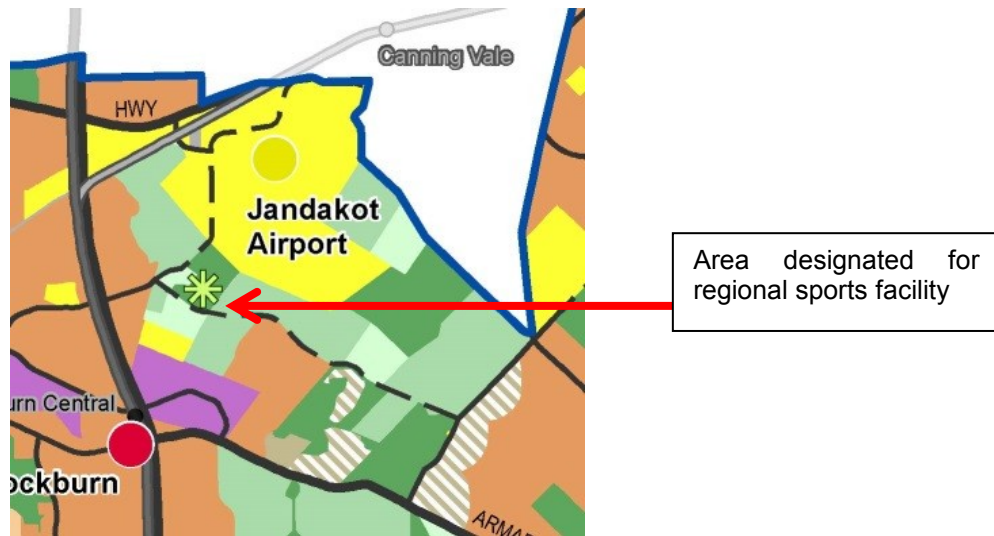 Canning Vale
HWY
Jandakot
Airport
Area designated for
regional sports facility
urn Central
ockburn
ARMA